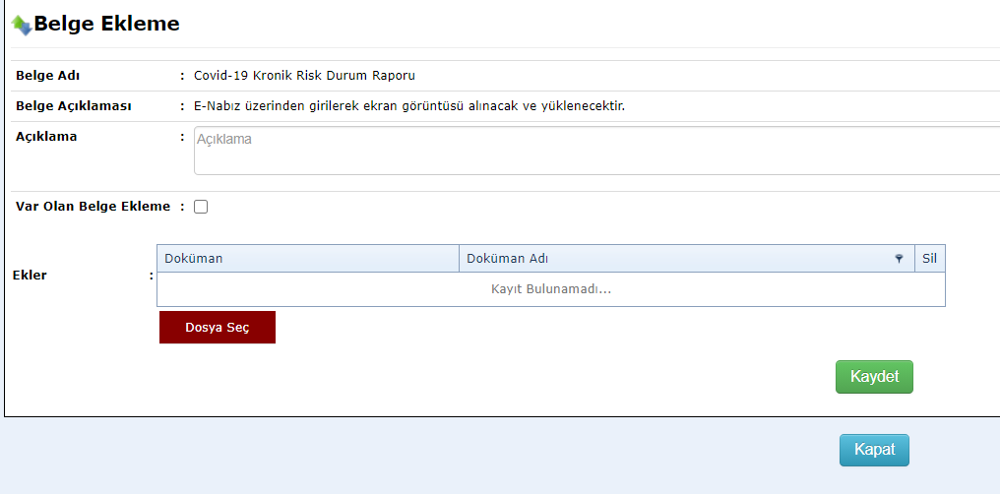 Belge Ekleme
Belge Adı : Covid-19 Kronik Risk Durum Raporu
Belge Açıklaması : E-Nabız üzerinden girilerek ekran görüntüsü alınacak ve yüklenecektir.
Açıklama : Açıklama
Var Olan Belge Ekleme :
Ekler :
Doküman Doküman Adı Sil
Kayıt Bulunamadı...
Dosya Seç
Kaydet
Kapat